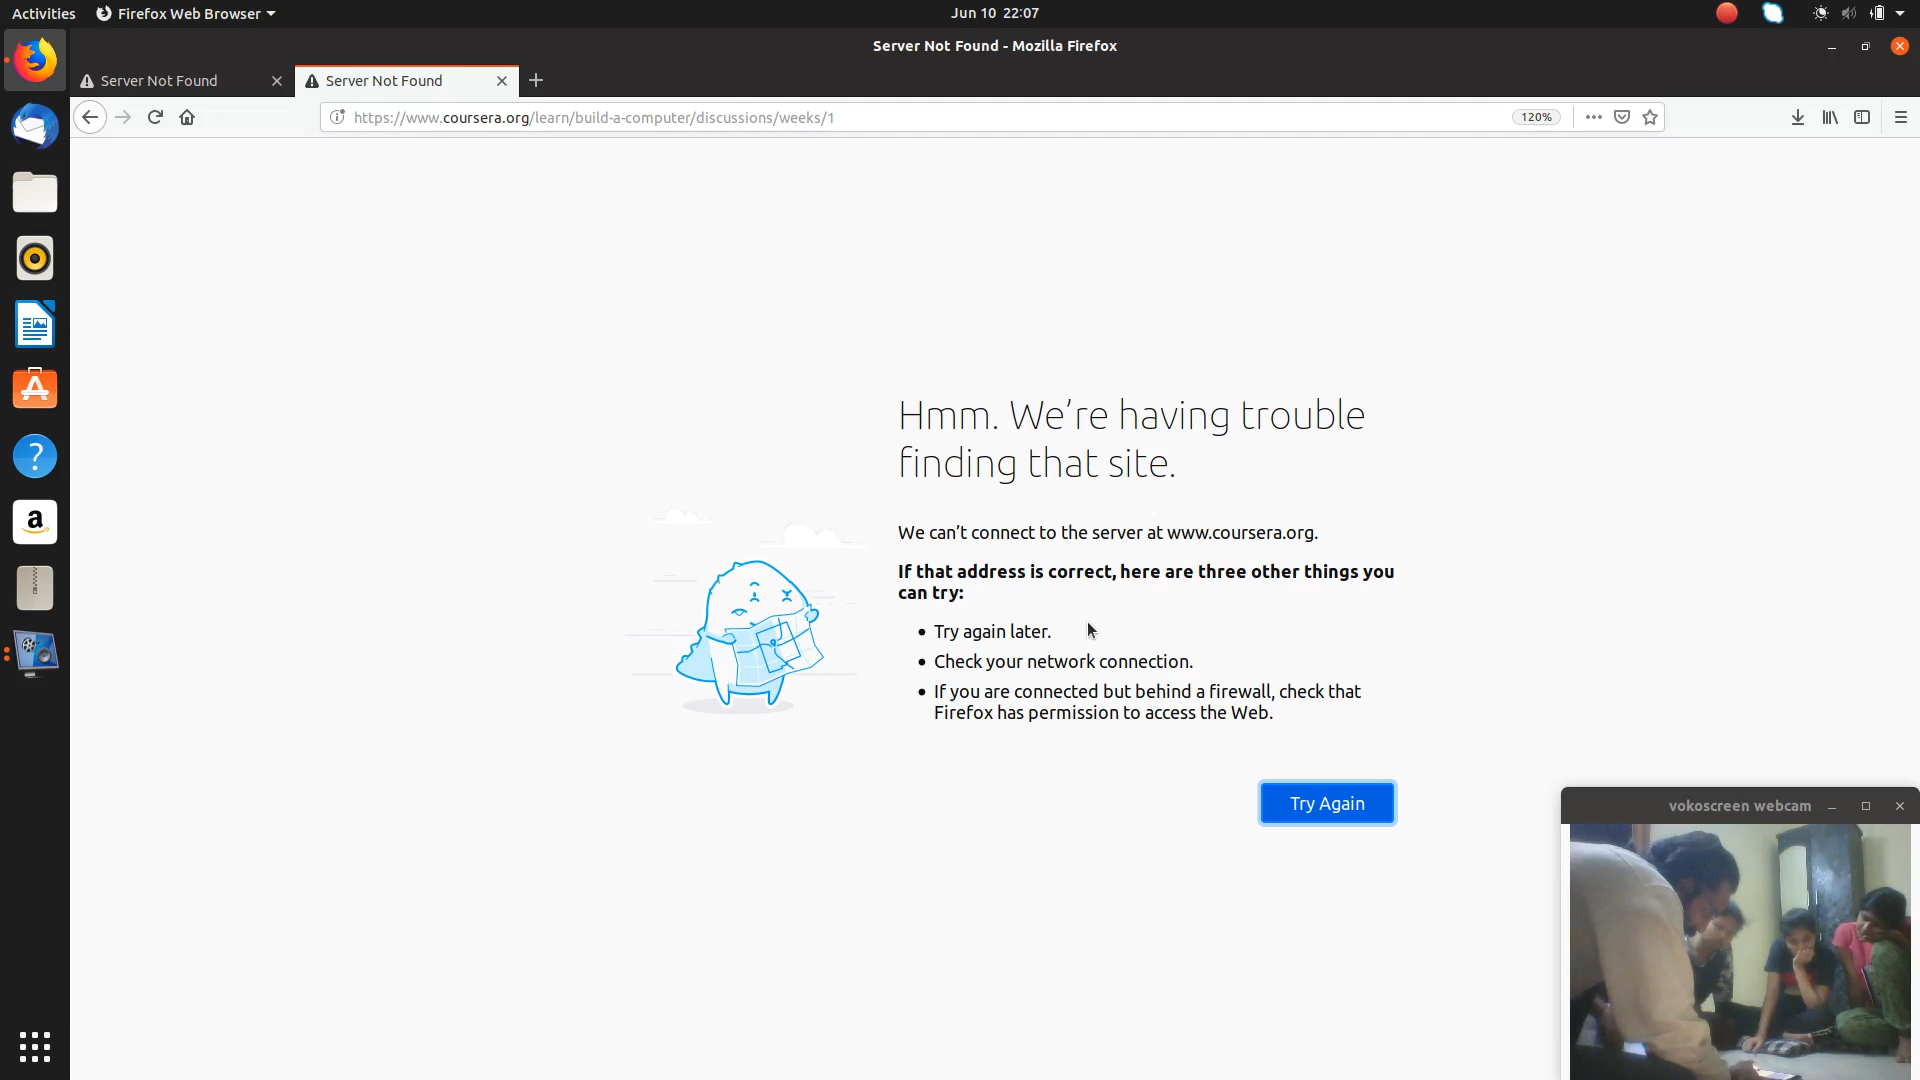 Activities
Firefox Web Browser
Jun 10 22:07
Server Not Found - Mozilla Firefox
Server Not Found
Server Not Found
https://www.coursera.org/learn/build-a-computer/discussions/weeks/1
120%
Hmm. We’re having trouble
finding that site.
We can’t connect to the server at www.coursera.org.
If that address is correct, here are three other things you
can try:
• Try again later.
• Check your network connection.
• If you are connected but behind a firewall, check that
Firefox has permission to access the Web.
Try Again
vokoscreen webcam